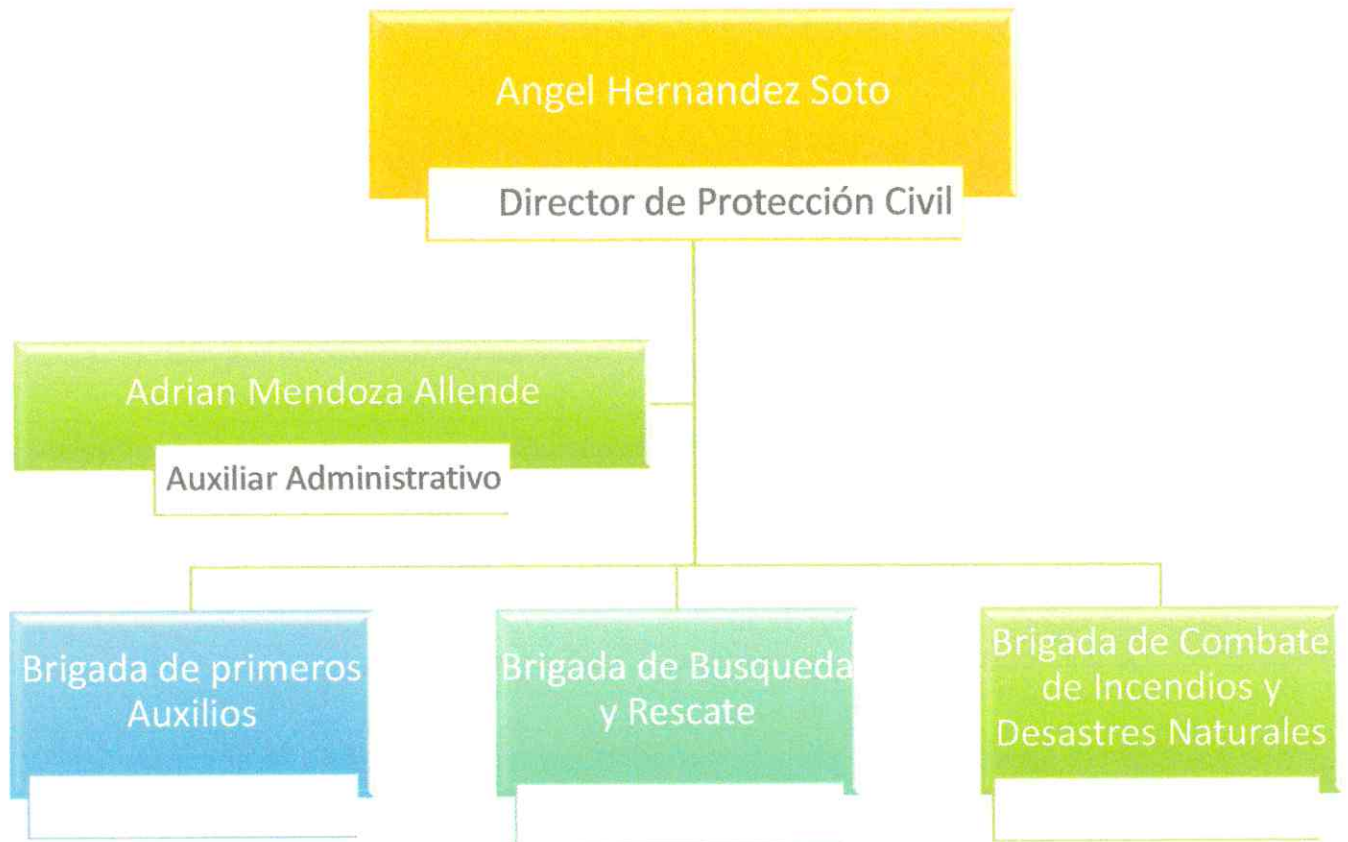 Angel Hernandez Soto
Director de Protección Civil
Adrian Mendoza Allende
Auxiliar Administrativo
Brigada de primeros
Auxilios
Brigada de Busqueda
y Rescate
Brigada de Combate
de Incendios y
Desastres Naturales